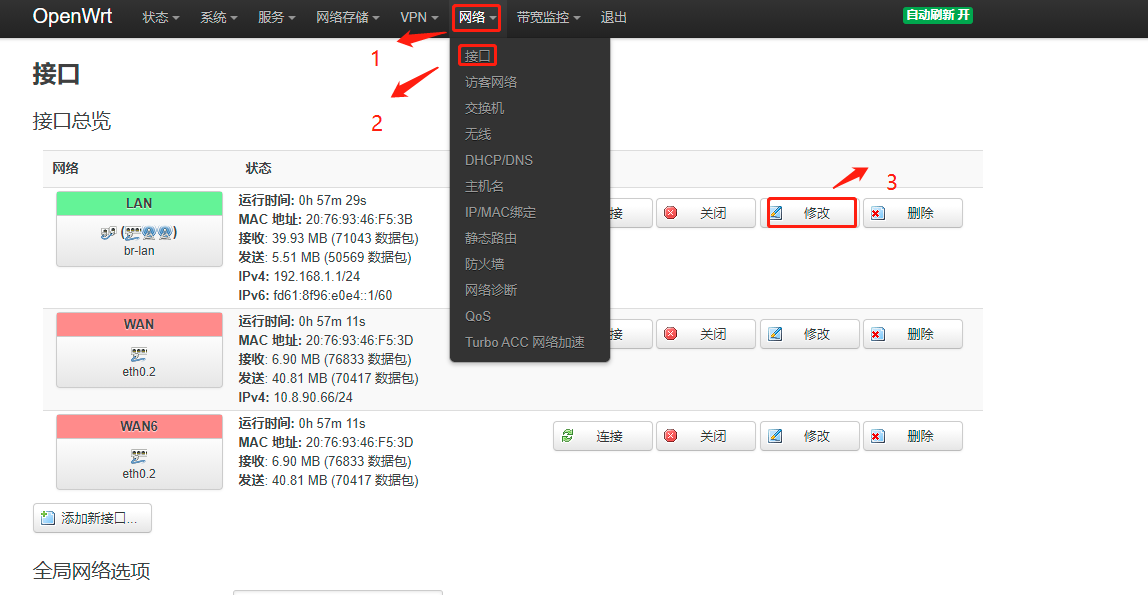 OpenWrt 状态 系统 服务 网络存储 VPN 网络 带宽监控 退出 自动刷新 开
1
接口
2
访客网络
交换机
无线
DHCP/DNS
主机名
IP/MAC绑定
静态路由
防火墙
网络诊断
QoS
Turbo ACC 网络加速
接口
接口总览
网络 状态
3
LAN
br-lan
运行时间: 0h 57m 29s
MAC 地址: 20:76:93:46:F5:3B
接收: 39.93 MB (71043 数据包)
发送: 5.51 MB (50569 数据包)
IPv4: 192.168.1.1/24
IPv6: fd61:8f96:e0e4::1/60
接 关闭 修改 删除
WAN
eth0.2
运行时间: 0h 57m 11s
MAC 地址: 20:76:93:46:F5:3D
接收: 6.90 MB (76833 数据包)
发送: 40.81 MB (70417 数据包)
IPv4: 10.8.90.66/24
接 关闭 修改 删除
WAN6
eth0.2
运行时间: 0h 57m 11s
MAC 地址: 20:76:93:46:F5:3D
接收: 6.90 MB (76833 数据包)
发送: 40.81 MB (70417 数据包)
连接 关闭 修改 删除
添加新接口...
全局网络选项